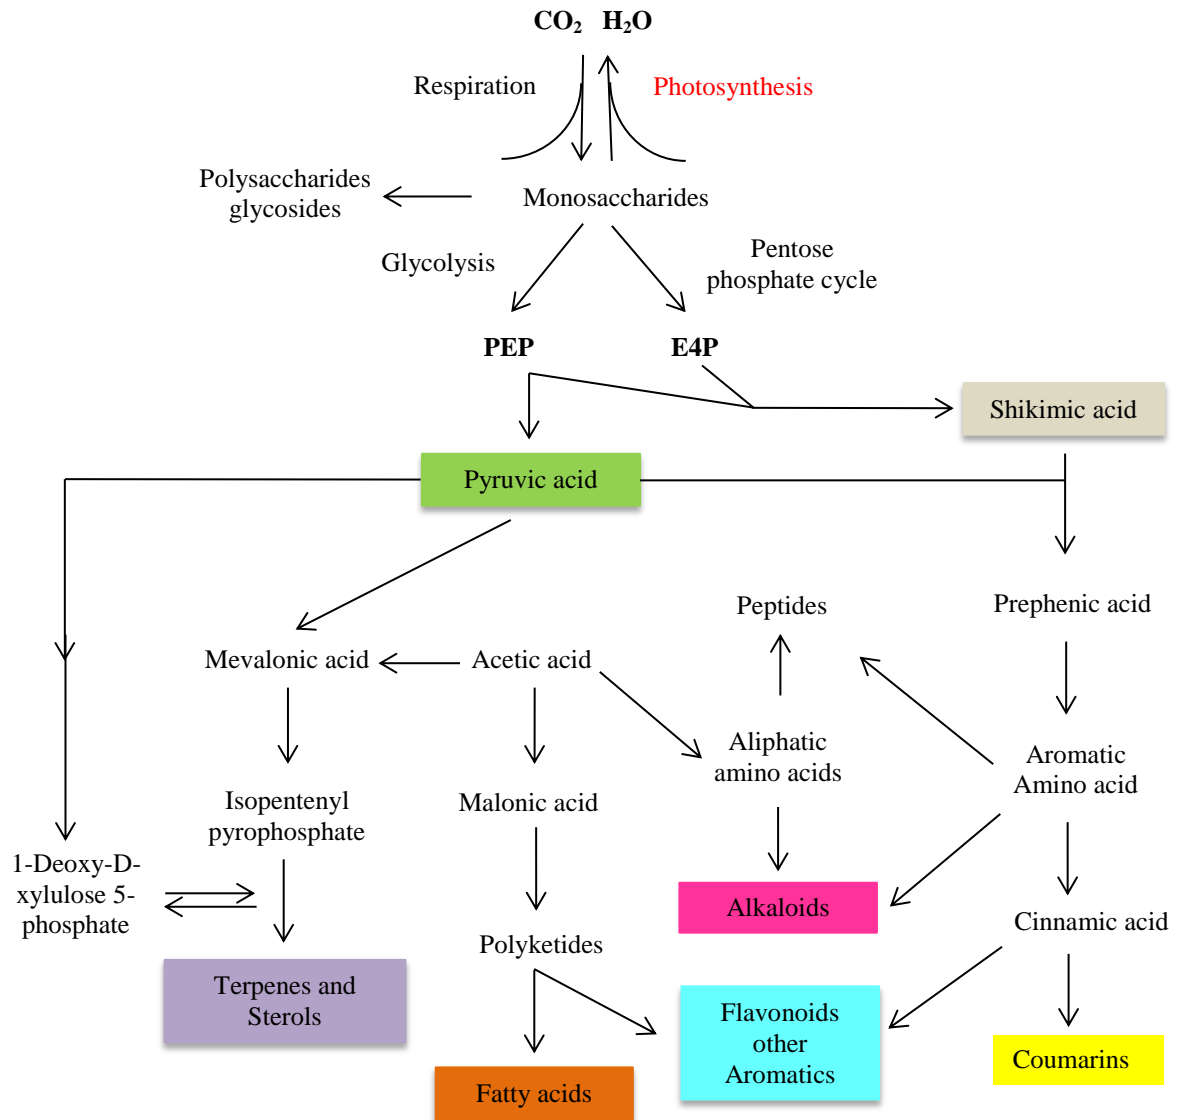 CO₂ H₂O
Respiration
Photosynthesis
Polysaccharides
glycosides
Monosaccharides
Glycolysis
Pentose
phosphate cycle
PEP
E4P
Shikimic acid
Pyruvic acid
Peptides
Prephenic acid
Mevalonic acid
Acetic acid
Aliphatic
amino acids
Aromatic
Amino acid
Isopentenyl
pyrophosphate
Malonic acid
1-Deoxy-D-
xylulose 5-
phosphate
Alkaloids
Cinnamic acid
Polyketides
Terpenes and
Sterols
Flavonoids
other
Aromatics
Coumarins
Fatty acids